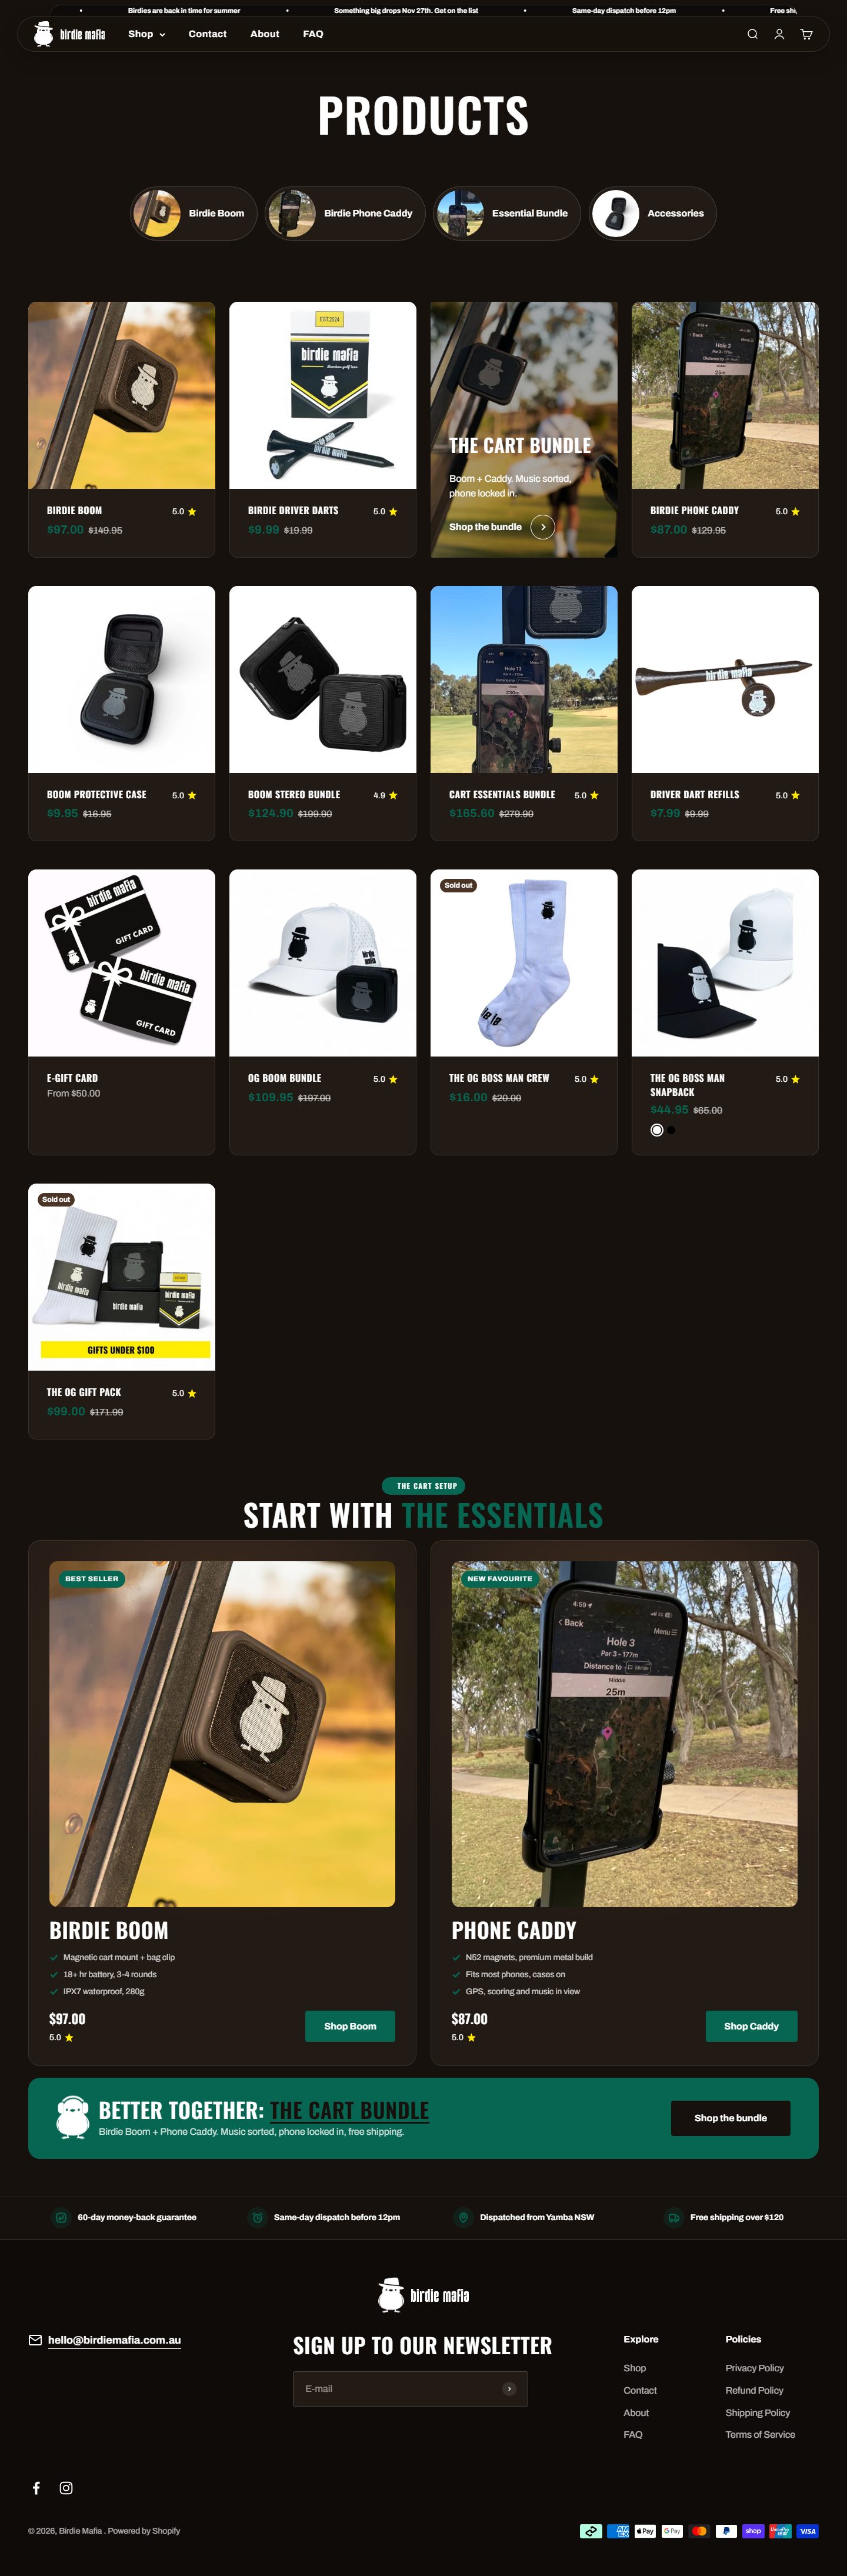 Birdies are back in time for summer
Something big drops Nov 27th. Get on the list
Same-day dispatch before 12pm
birdie mafia
Shop
Contact
About
FAQ
PRODUCTS
Birdie Boom
Birdie Phone Caddy
Essential Bundle
Accessories
EST.2024
birdie mafia
THE CART BUNDLE
Boom + Caddy. Music sorted,
phone locked in.
Shop the bundle
Hole 3
BIRDIE BOOM
5.0
$97.00 $149.95
BIRDIE DRIVER DARTS
5.0
$9.99 $19.99
BIRDIE PHONE CADDY
5.0
$87.00 $129.95
Hole 13
birdie mafia
BOOM PROTECTIVE CASE
5.0
$9.95 $16.95
BOOM STEREO BUNDLE
4.9
$124.90 $199.90
CART ESSENTIALS BUNDLE
5.0
$165.60 $279.90
DRIVER DART REFILLS
5.0
$7.99 $9.99
birdie mafia
GIFT CARD
birdie mafia
GIFT CARD
Sold out
E-GIFT CARD
From $50.00
OG BOOM BUNDLE
5.0
$109.95 $197.00
THE OG BOSS MAN CREW
5.0
$16.00 $20.00
THE OG BOSS MAN
SNAPBACK
5.0
$44.95 $65.00
Sold out
birdie mafia
birdie mafia
birdie mafia
GIFTS UNDER $100
THE OG GIFT PACK
5.0
$99.00 $171.99
THE CART SETUP
START WITH THE ESSENTIALS
BEST SELLER
NEW FAVOURITE
4:59
Back
Menu
Hole 3
Par 3 - 177m
Distance to
Middle
25m
BIRDIE BOOM
Magnetic cart mount + bag clip
18+ hr battery, 3-4 rounds
IPX7 waterproof, 280g
$97.00
5.0
Shop Boom
PHONE CADDY
N52 magnets, premium metal build
Fits most phones, cases on
GPS, scoring and music in view
$87.00
5.0
Shop Caddy
BETTER TOGETHER: THE CART BUNDLE
Birdie Boom + Phone Caddy. Music sorted, phone locked in, free shipping.
Shop the bundle
60-day money-back guarantee
Same-day dispatch before 12pm
Dispatched from Yamba NSW
Free shipping over $120
birdie mafia
hello@birdiemafia.com.au
SIGN UP TO OUR NEWSLETTER
E-mail
Explore
Shop
Contact
About
FAQ
Policies
Privacy Policy
Refund Policy
Shipping Policy
Terms of Service
© 2026, Birdie Mafia . Powered by Shopify
Apple Pay
G Pay
shop
VISA